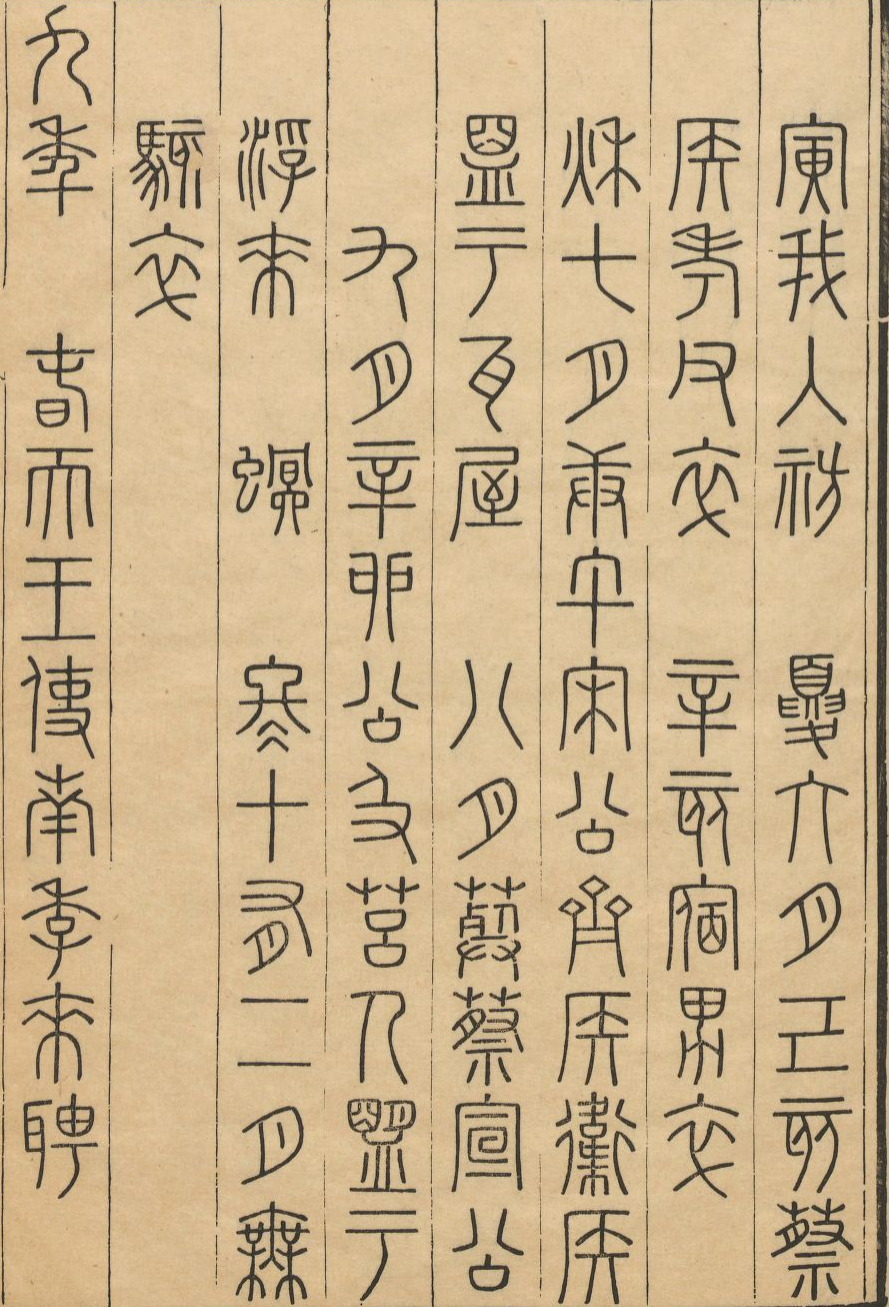 寅我入祊　夏六月己亥蔡
侯考父卒　辛亥宿男卒
秋七月庚午宋公齊侯衛侯
盟于瓦屋　八月葬蔡宣公
九月辛卯公及莒人盟于
浮來　螟　冬十有二月無
駭卒
九年　春天王使南季來聘